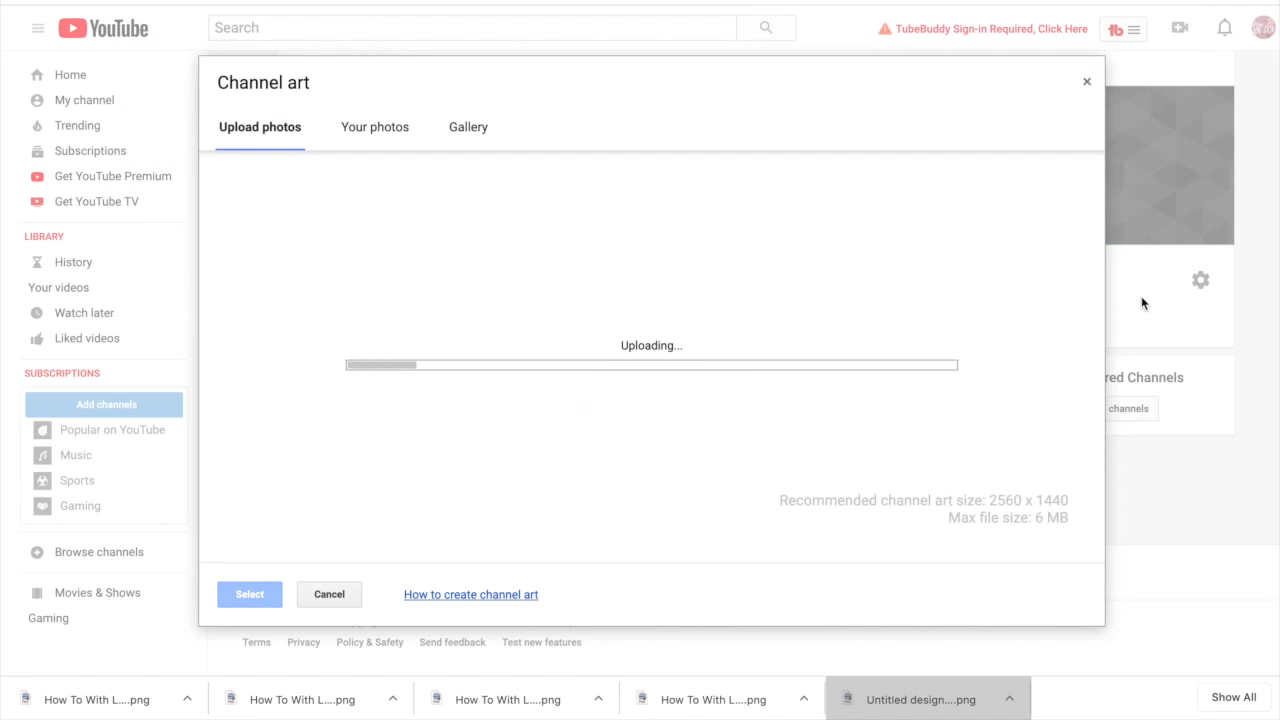 YouTube
Search
TubeBuddy Sign-in Required, Click Here
Home
My channel
Trending
Subscriptions
Get YouTube Premium
Get YouTube TV
LIBRARY
History
Your videos
Watch later
Liked videos
SUBSCRIPTIONS
Add channels
Popular on YouTube
Music
Sports
Gaming
Browse channels
Movies & Shows
Gaming
Channel art
Upload photos
Your photos
Gallery
Uploading...
Recommended channel art size: 2560 x 1440
Max file size: 6 MB
Select
Cancel
How to create channel art
red Channels
channels
Terms
Privacy
Policy & Safety
Send feedback
Test new features
How To With L....png
How To With L....png
How To With L....png
How To With L....png
Untitled design....png
Show All